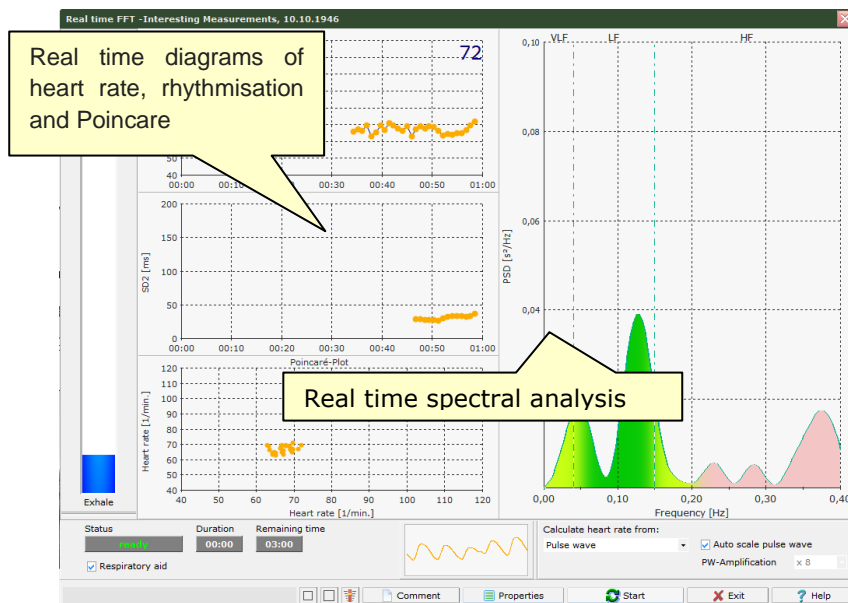 Real time FFT -Interesting Measurements, 10.10.1946
Real time diagrams of
heart rate, rhythmisation
and Poincare
72
50
40
00:00 00:10 00:20 00:30 00:40 00:50 01:00
200
150
100
50
0
SD2 [ms]
00:00 00:10 00:20 00:30 00:40 00:50 01:00
Poincaré-Plot
120
110
100
90
80
70
60
50
40
Heart rate [1/min.]
40 50 60 70 80 90 100 110 120
Heart rate [1/min.]
Exhale
VLF LF HF
0,10
0,08
0,06
0,04
PSD [s²/Hz]
Real time spectral analysis
0,00 0,10 0,20 0,30 0,40
Frequency [Hz]
Status Duration Remaining time
ready 00:00 03:00
Respiratory aid
Calculate heart rate from:
Pulse wave
Auto scale pulse wave
PW-Amplification x 8
Comment Properties Start Exit Help